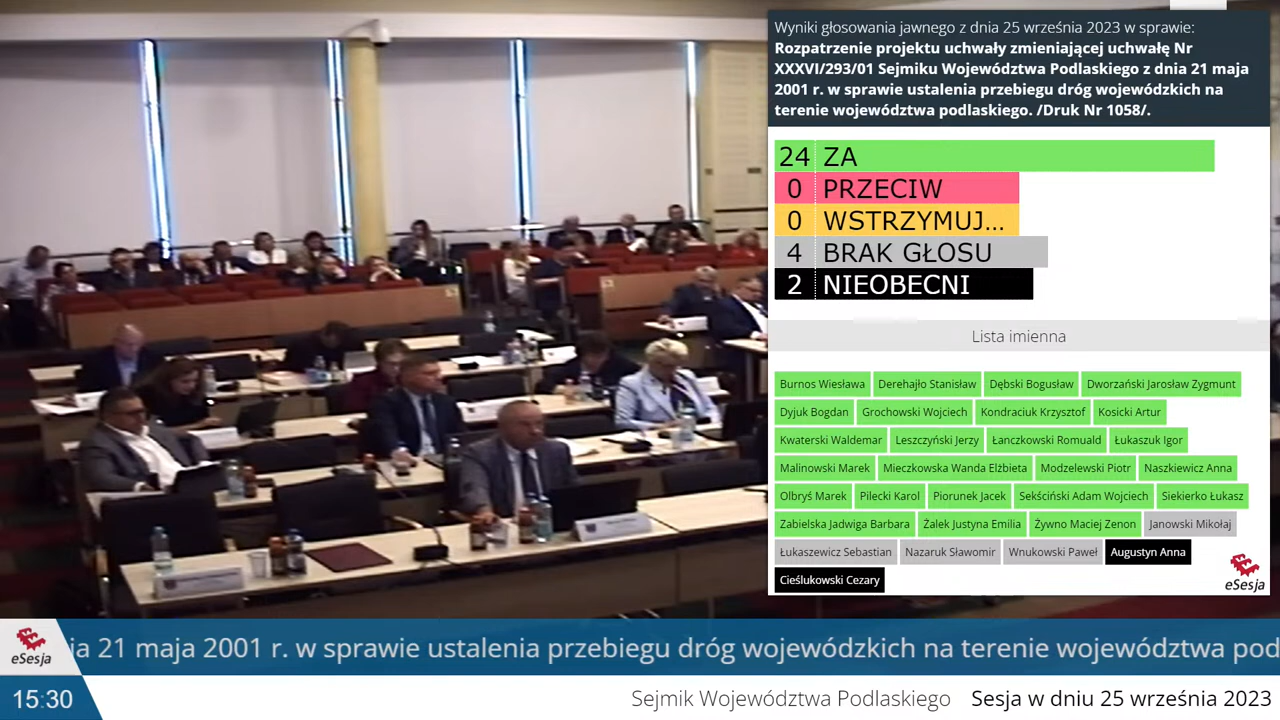 Wyniki głosowania jawnego z dnia 25 września 2023 w sprawie:
Rozpatrzenie projektu uchwały zmieniającej uchwałę Nr
XXXVI/293/01 Sejmiku Województwa Podlaskiego z dnia 21 maja
2001 r. w sprawie ustalenia przebiegu dróg wojewódzkich na
terenie województwa podlaskiego. /Druk Nr 1058/.
24 ZA
0 PRZECIW
0 WSTRZYMUJ...
4 BRAK GŁOSU
2 NIEOBECNI
Lista imienna
Burnos Wiesława Derehajło Stanisław Dębski Bogusław Dworzański Jarosław Zygmunt
Dyjuk Bogdan Grochowski Wojciech Kondraciuk Krzysztof Kosicki Artur
Kwaterski Waldemar Leszczyński Jerzy Łanczkowski Romuald Łukaszuk Igor
Malinowski Marek Mieczkowska Wanda Elżbieta Modzelewski Piotr Naszkiewicz Anna
Olbryś Marek Pilecki Karol Piorunek Jacek Sekściński Adam Wojciech Siekierko Łukasz
Zabielska Jadwiga Barbara Żalek Justyna Emilia Żywno Maciej Zenon Janowski Mikołaj
Łukaszewicz Sebastian Nazaruk Sławomir Wnukowski Paweł Augustyn Anna
Cieślukowski Cezary
eSesja
eSesja
ia 21 maja 2001 r. w sprawie ustalenia przebiegu dróg wojewódzkich na terenie województwa pod
15:30
Sejmik Województwa Podlaskiego Sesja w dniu 25 września 2023